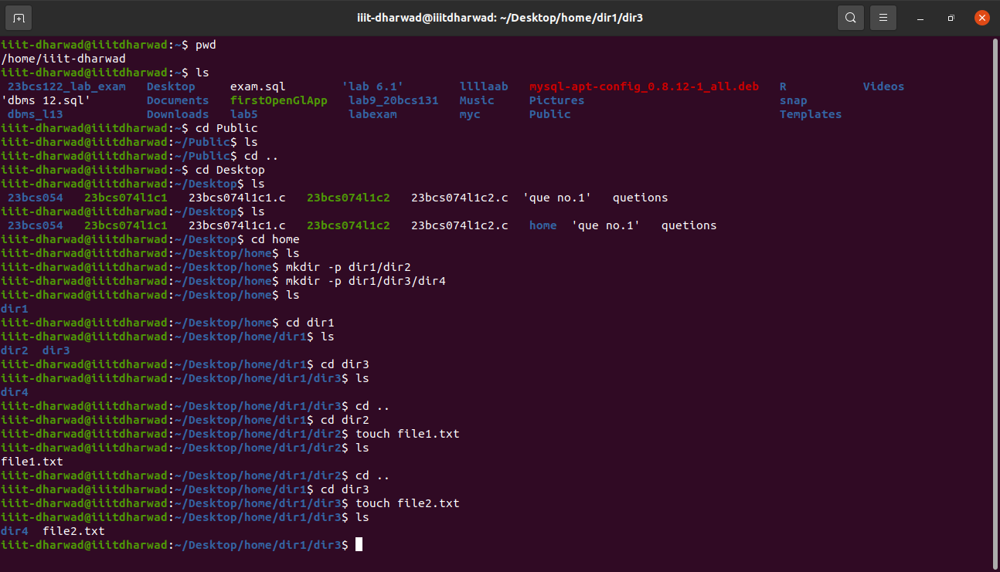 iiit-dharwad@iiitdharwad: ~/Desktop/home/dir1/dir3
iiit-dharwad@iiitdharwad:~$ pwd
/home/iiit-dharwad
iiit-dharwad@iiitdharwad:~$ ls
 23bcs122_lab_exam   Desktop     exam.sql        'lab 6.1'        llllaab   mysql-apt-config_0.8.12-1_all.deb   R           Videos
'dbms 12.sql'        Documents   firstOpenGlApp   lab9_20bcs131   Music     Pictures                            snap
 dbms_l13            Downloads   lab5             labexam         myc       Public                              Templates
iiit-dharwad@iiitdharwad:~$ cd Public
iiit-dharwad@iiitdharwad:~/Public$ ls
iiit-dharwad@iiitdharwad:~/Public$ cd ..
iiit-dharwad@iiitdharwad:~$ cd Desktop
iiit-dharwad@iiitdharwad:~/Desktop$ ls
 23bcs054   23bcs074l1c1   23bcs074l1c1.c   23bcs074l1c2   23bcs074l1c2.c  'que no.1'   quetions
iiit-dharwad@iiitdharwad:~/Desktop$ ls
 23bcs054   23bcs074l1c1   23bcs074l1c1.c   23bcs074l1c2   23bcs074l1c2.c   home  'que no.1'   quetions
iiit-dharwad@iiitdharwad:~/Desktop$ cd home
iiit-dharwad@iiitdharwad:~/Desktop/home$ ls
iiit-dharwad@iiitdharwad:~/Desktop/home$ mkdir -p dir1/dir2
iiit-dharwad@iiitdharwad:~/Desktop/home$ mkdir -p dir1/dir3/dir4
iiit-dharwad@iiitdharwad:~/Desktop/home$ ls
dir1
iiit-dharwad@iiitdharwad:~/Desktop/home$ cd dir1
iiit-dharwad@iiitdharwad:~/Desktop/home/dir1$ ls
dir2  dir3
iiit-dharwad@iiitdharwad:~/Desktop/home/dir1$ cd dir3
iiit-dharwad@iiitdharwad:~/Desktop/home/dir1/dir3$ ls
dir4
iiit-dharwad@iiitdharwad:~/Desktop/home/dir1/dir3$ cd ..
iiit-dharwad@iiitdharwad:~/Desktop/home/dir1$ cd dir2
iiit-dharwad@iiitdharwad:~/Desktop/home/dir1/dir2$ touch file1.txt
iiit-dharwad@iiitdharwad:~/Desktop/home/dir1/dir2$ ls
file1.txt
iiit-dharwad@iiitdharwad:~/Desktop/home/dir1/dir2$ cd ..
iiit-dharwad@iiitdharwad:~/Desktop/home/dir1$ cd dir3
iiit-dharwad@iiitdharwad:~/Desktop/home/dir1/dir3$ touch file2.txt
iiit-dharwad@iiitdharwad:~/Desktop/home/dir1/dir3$ ls
dir4  file2.txt
iiit-dharwad@iiitdharwad:~/Desktop/home/dir1/dir3$